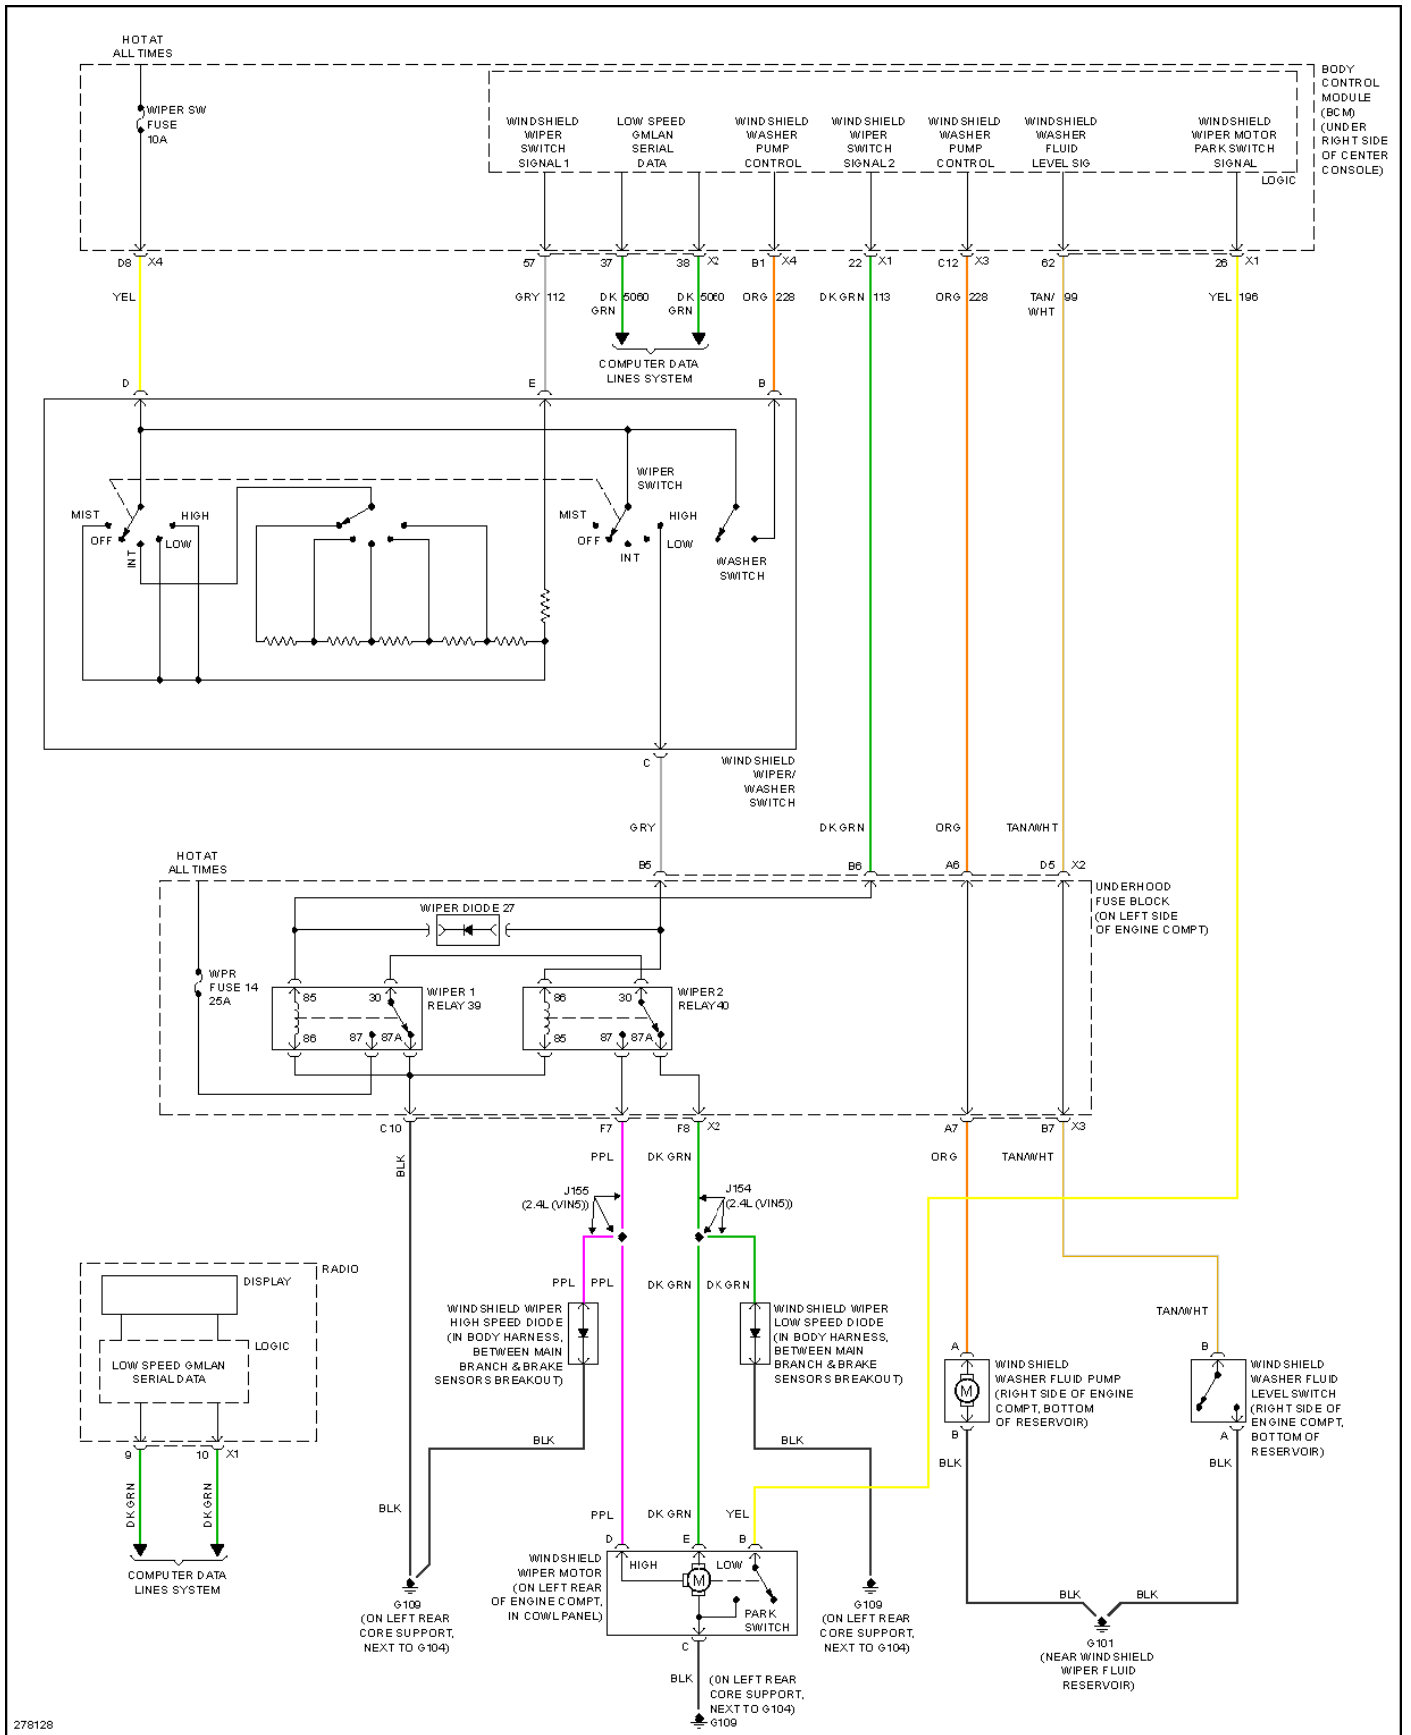 HOT AT
ALL TIMES
WIPER SW
FUSE
10A
WINDSHIELD
WIPER
SWITCH
SIGNAL 1
LOW SPEED
GMLAN
SERIAL
DATA
WINDSHIELD
WASHER
PUMP
CONTROL
WINDSHIELD
WIPER
SWITCH
SIGNAL 2
WINDSHIELD
WASHER
PUMP
CONTROL
WINDSHIELD
WASHER
FLUID
LEVEL SIG
WINDSHIELD
WIPER MOTOR
PARK SWITCH
SIGNAL
LOGIC
BODY
CONTROL
MODULE
(BCM)
(UNDER
RIGHT SIDE
OF CENTER
CONSOLE)
D8 X4
57
37
38 X2
B1 X4
22 X1
C12 X3
62
26 X1
YEL
GRY 112
DK 5060
GRN
DK 5060
GRN
ORG 228
DK GRN 113
ORG 228
TAN/ 99
WHT
YEL 196
COMPUTER DATA
LINES SYSTEM
D
E
B
WIPER
SWITCH
MIST
OFF
INT
LOW
HIGH
MIST
OFF
INT
LOW
HIGH
WASHER
SWITCH
C
WINDSHIELD
WIPER/
WASHER
SWITCH
GRY
DK GRN
ORG
TAN/WHT
HOT AT
ALL TIMES
B5
B6
A6
D5 X2
UNDERHOOD
FUSE BLOCK
(ON LEFT SIDE
OF ENGINE COMPT)
WIPER DIODE 27
WPR
FUSE 14
25A
85
30
86
87
87A
WIPER 1
RELAY 39
86
30
85
87
87A
WIPER 2
RELAY 40
C10
F7
F8 X2
A7
B7 X3
BLK
PPL
DK GRN
ORG
TAN/WHT
J155
(2.4L (VIN5))
J154
(2.4L (VIN5))
RADIO
DISPLAY
LOGIC
LOW SPEED GMLAN
SERIAL DATA
9
10 X1
DK GRN
DK GRN
COMPUTER DATA
LINES SYSTEM
PPL
PPL
DK GRN
DK GRN
WINDSHIELD WIPER
HIGH SPEED DIODE
(IN BODY HARNESS,
BETWEEN MAIN
BRANCH & BRAKE
SENSORS BREAKOUT)
WINDSHIELD WIPER
LOW SPEED DIODE
(IN BODY HARNESS,
BETWEEN MAIN
BRANCH & BRAKE
SENSORS BREAKOUT)
TAN/WHT
A
M
B
WINDSHIELD
WASHER FLUID PUMP
(RIGHT SIDE OF ENGINE
COMPT, BOTTOM
OF RESERVOIR)
B
A
WINDSHIELD
WASHER FLUID
LEVEL SWITCH
(RIGHT SIDE OF
ENGINE COMPT,
BOTTOM OF
RESERVOIR)
BLK
BLK
BLK
BLK
BLK
PPL
DK GRN
YEL
D
E
B
WINDSHIELD
WIPER MOTOR
(ON LEFT REAR
OF ENGINE COMPT,
IN COWL PANEL)
HIGH
M
LOW
PARK
SWITCH
C
G109
(ON LEFT REAR
CORE SUPPORT,
NEXT TO G104)
G109
(ON LEFT REAR
CORE SUPPORT,
NEXT TO G104)
BLK
BLK
G101
(NEAR WINDSHIELD
WIPER FLUID
RESERVOIR)
BLK
(ON LEFT REAR
CORE SUPPORT,
NEXT TO G104)
G109
278128